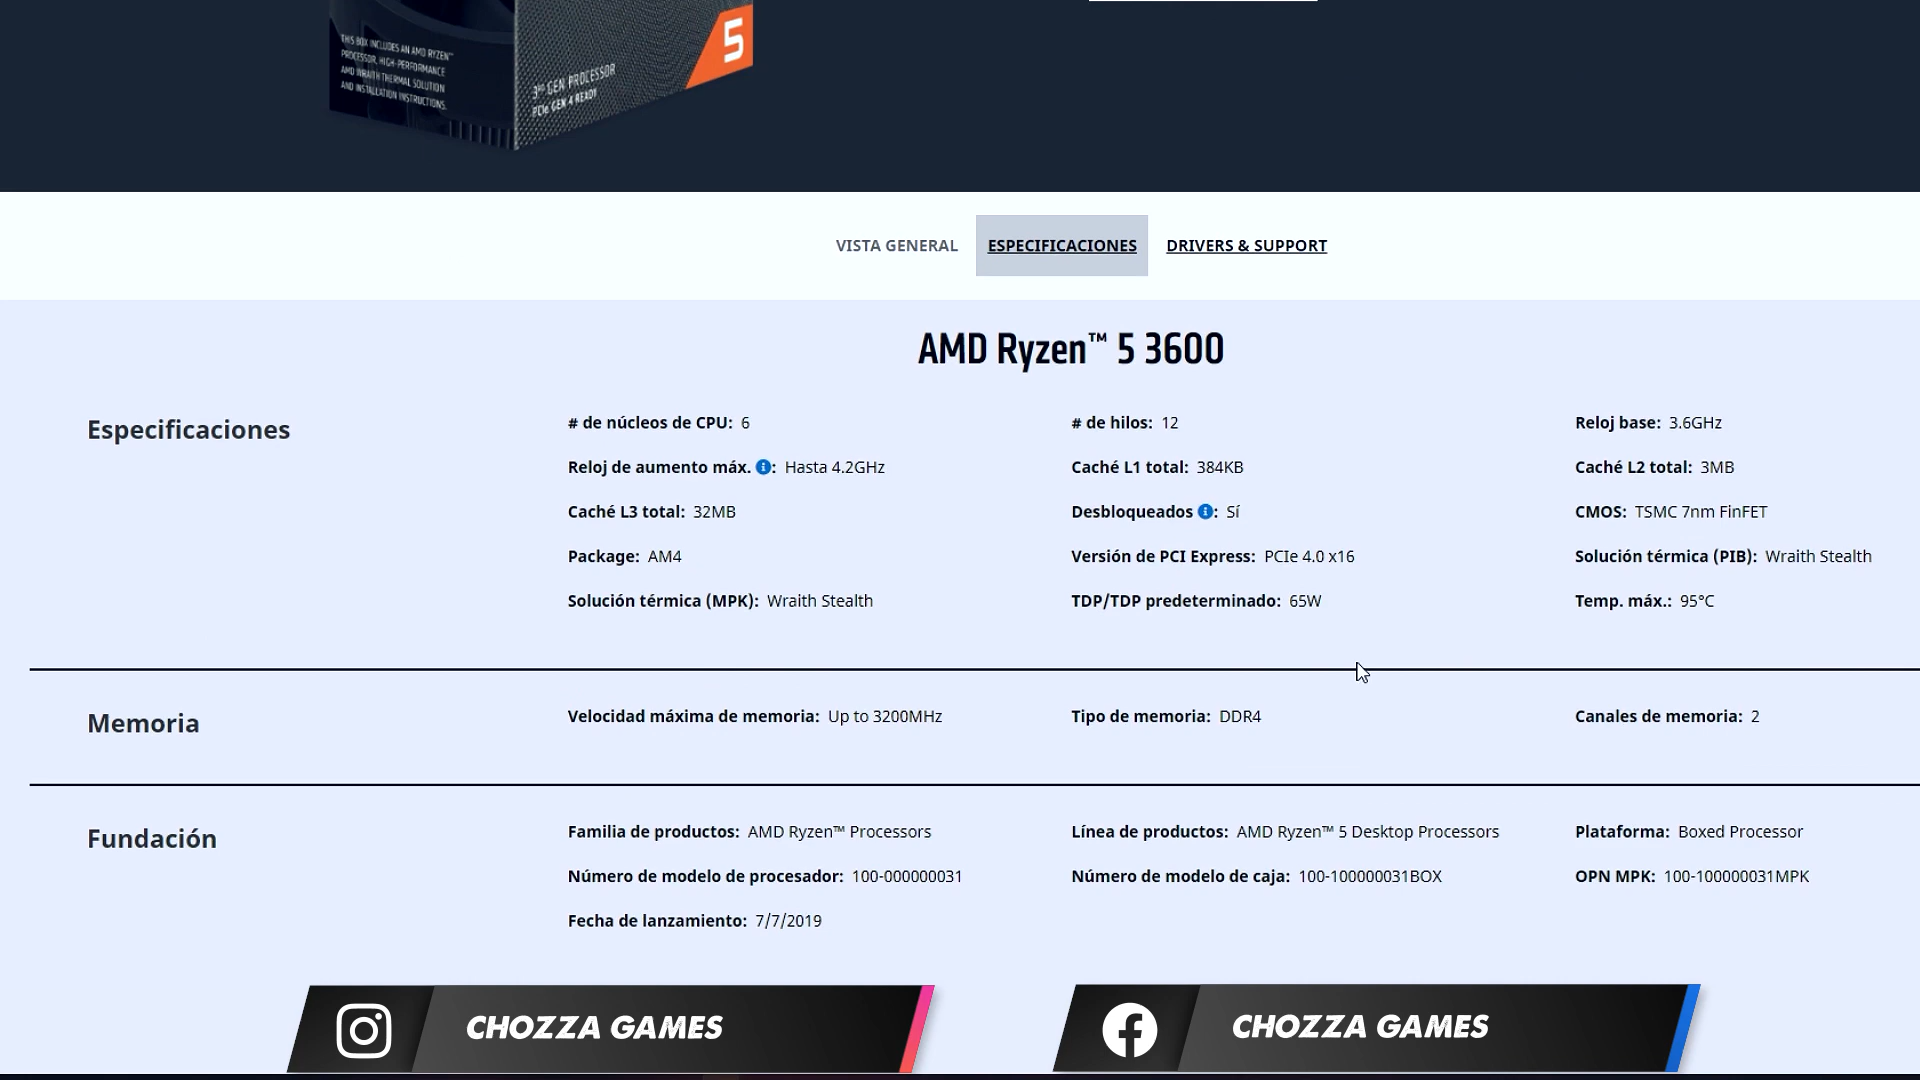 THIS BOX INCLUDES AN AMD RYZEN™
PROCESSOR, HIGH-PERFORMANCE
AMD WRAITH THERMAL SOLUTION
AND INSTALLATION INSTRUCTIONS.
3RD GEN PROCESSOR
PCIe GEN 4 READY
5
VISTA GENERAL ESPECIFICACIONES DRIVERS & SUPPORT
AMD Ryzen™ 5 3600
Especificaciones
# de núcleos de CPU: 6 # de hilos: 12 Reloj base: 3.6GHz
Reloj de aumento máx. : Hasta 4.2GHz Caché L1 total: 384KB Caché L2 total: 3MB
Caché L3 total: 32MB Desbloqueados : Sí CMOS: TSMC 7nm FinFET
Package: AM4 Versión de PCI Express: PCIe 4.0 x16 Solución térmica (PIB): Wraith Stealth
Solución térmica (MPK): Wraith Stealth TDP/TDP predeterminado: 65W Temp. máx.: 95°C
Memoria
Velocidad máxima de memoria: Up to 3200MHz Tipo de memoria: DDR4 Canales de memoria: 2
Fundación
Familia de productos: AMD Ryzen™ Processors Línea de productos: AMD Ryzen™ 5 Desktop Processors Plataforma: Boxed Processor
Número de modelo de procesador: 100-000000031 Número de modelo de caja: 100-100000031BOX OPN MPK: 100-100000031MPK
Fecha de lanzamiento: 7/7/2019
CHOZZA GAMES CHOZZA GAMES